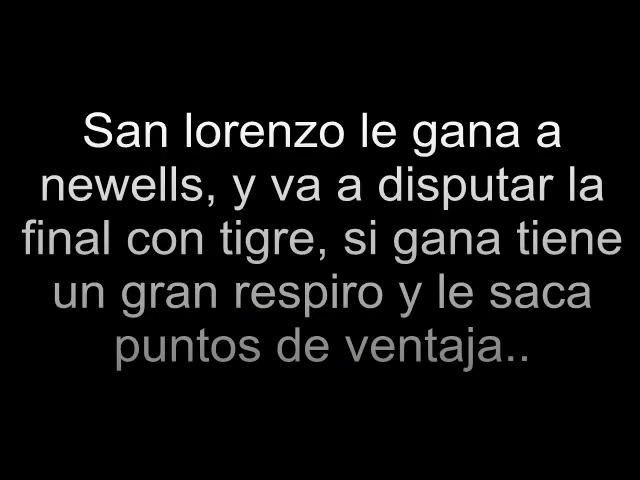 San lorenzo le gana a
newells, y va a disputar la
final con tigre, si gana tiene
un gran respiro y le saca
puntos de ventaja..